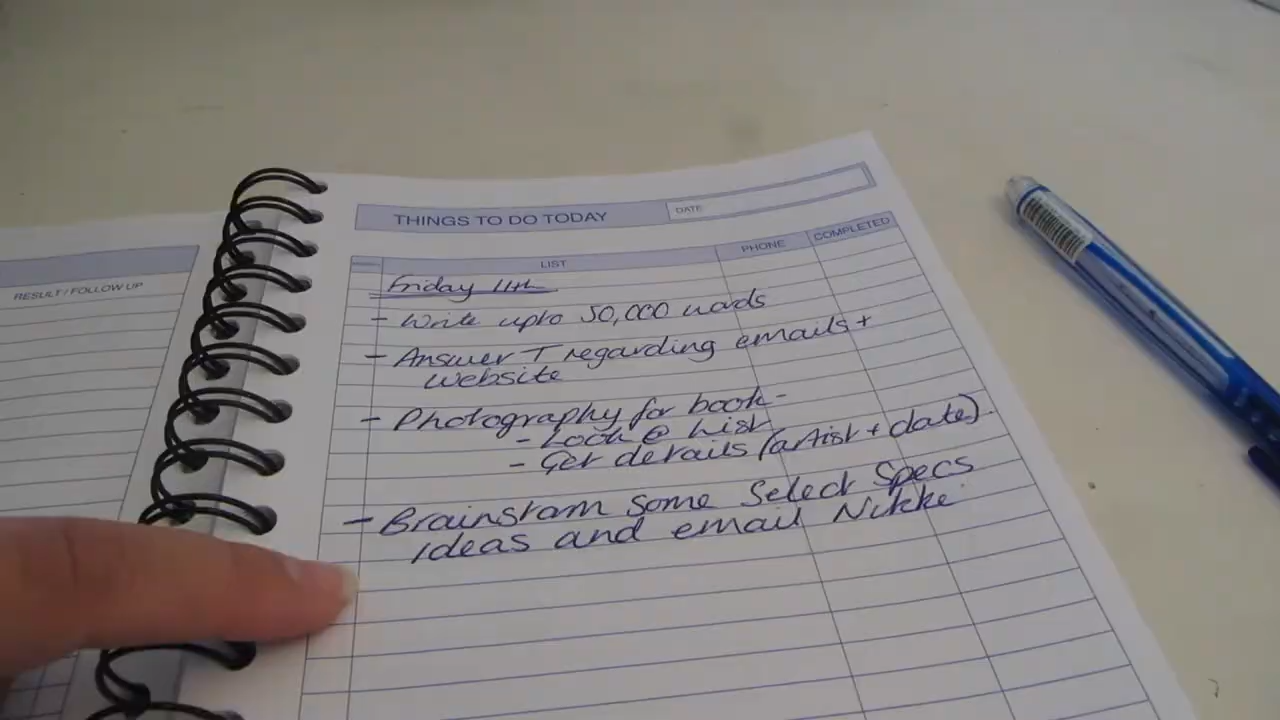 THINGS TO DO TODAY
DATE
RESULT / FOLLOW UP
LIST
PHONE
COMPLETED
Friday 11th
- Write upto 50,000 words
- Answer T regarding emails +
website
- Photography for book -
- Look @ List
- Get details (artist + date).
- Brainstorm Some Select Specs
ideas and email Nikke